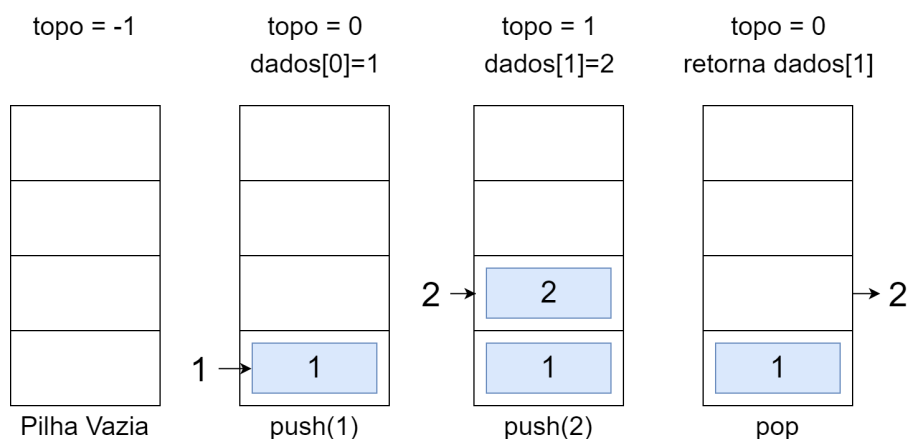 topo = -1
topo = 0
dados[0]=1
topo = 1
dados[1]=2
topo = 0
retorna dados[1]
1
1
2
2
1
2
1
Pilha Vazia
push(1)
push(2)
pop